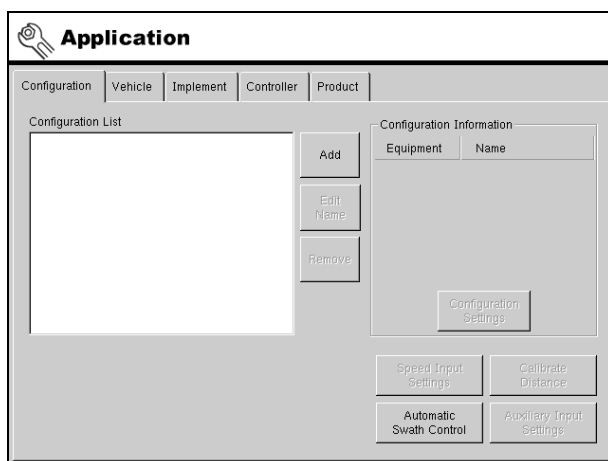 Application
Configuration
Vehicle
Implement
Controller
Product
Configuration List
Add
Edit
Name
Remove
Configuration Information
Equipment
Name
Configuration
Settings
Speed Input
Settings
Calibrate
Distance
Automatic
Swath Control
Auxiliary Input
Settings